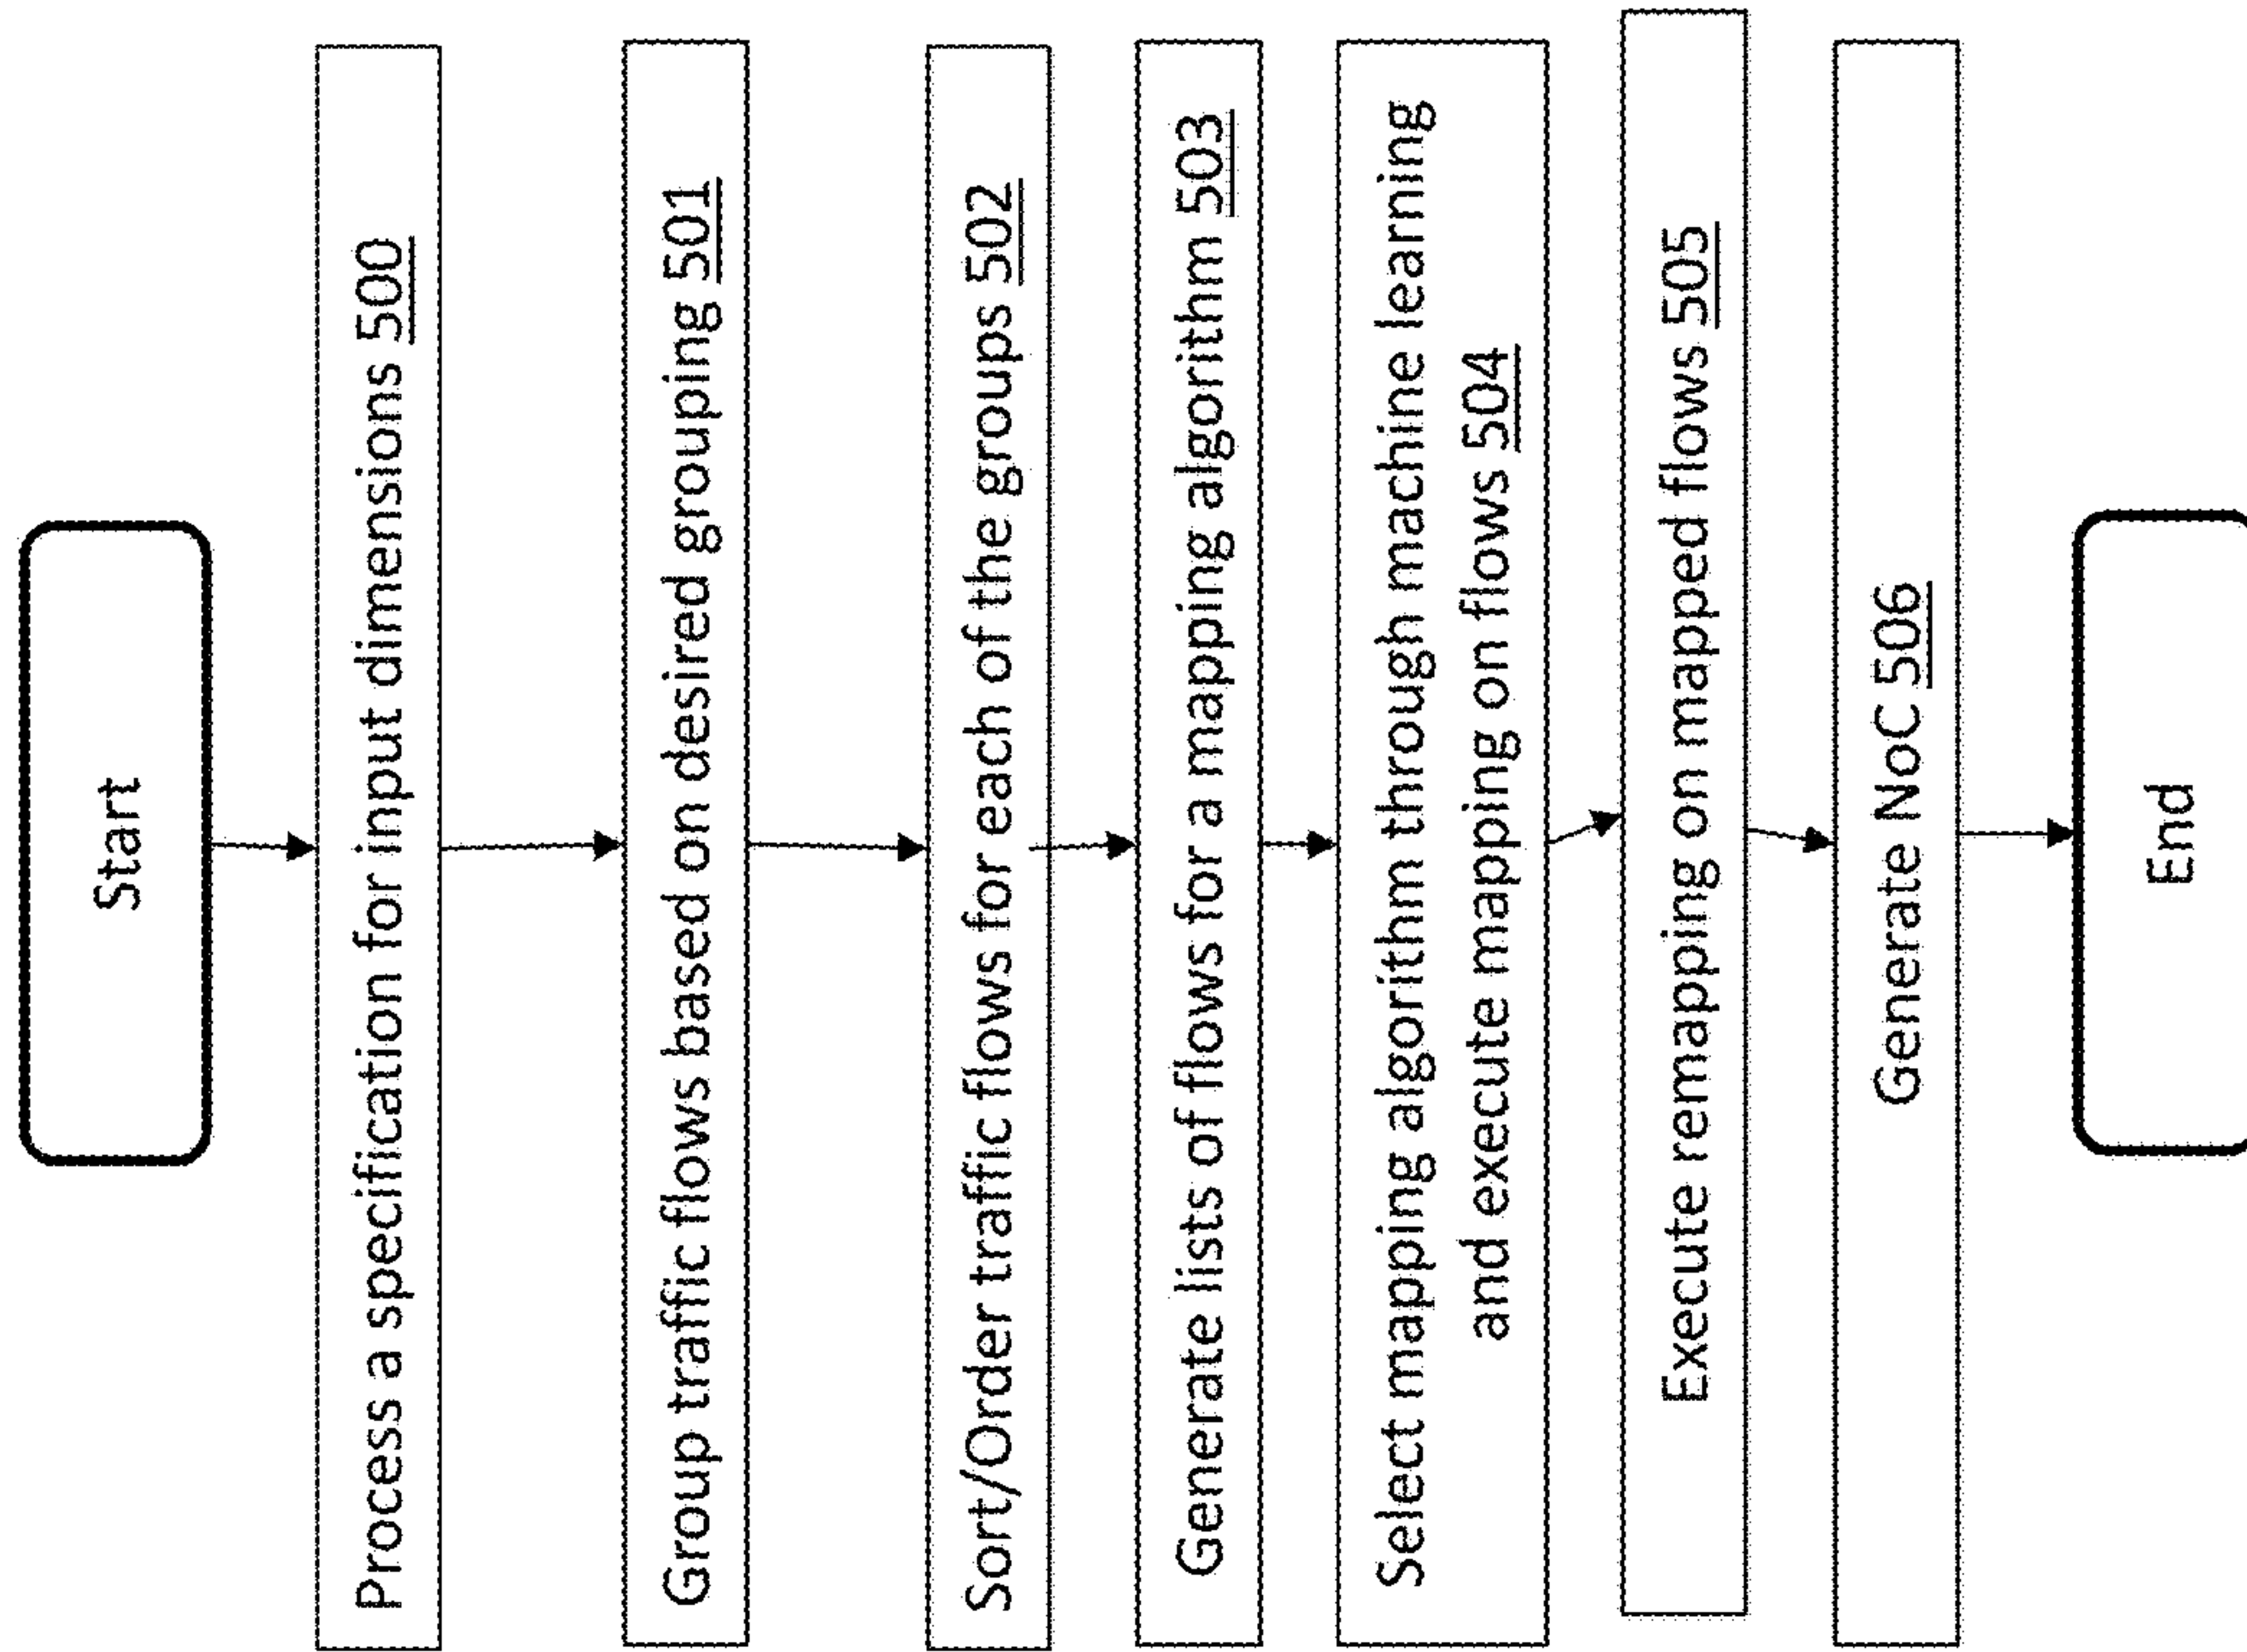 Start
Process a specification for input dimensions 500
Group traffic flows based on desired grouping 501
Sort/Order traffic flows for each of the groups 502
Generate lists of flows for a mapping algorithm 503
Select mapping algorithm through machine learning
and execute mapping on flows 504
Execute remapping on mapped flows 505
Generate NoC 506
End